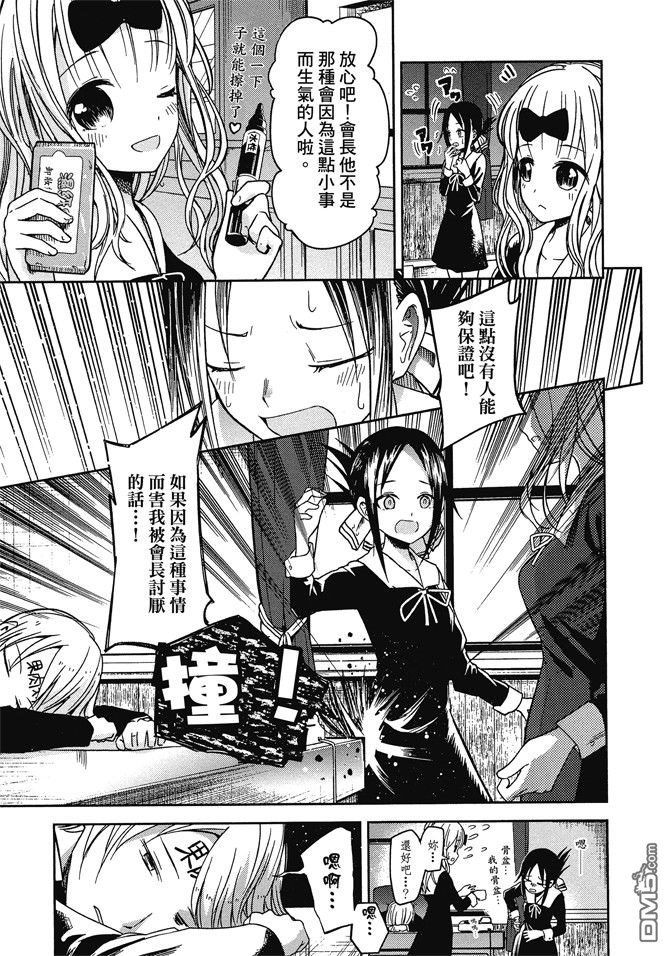 放心吧！會長他不是
那種會因為這點小事
而生氣的人啦。
這個一下
子就能擦掉了♡
這點沒有人能
夠保證吧！
如果因為這種事情
而害我被會長討厭
的話…！
撞！
嗯…
骨盆…
我的骨盆…
妳…
還好吧…？
嗯啊…
嗯…